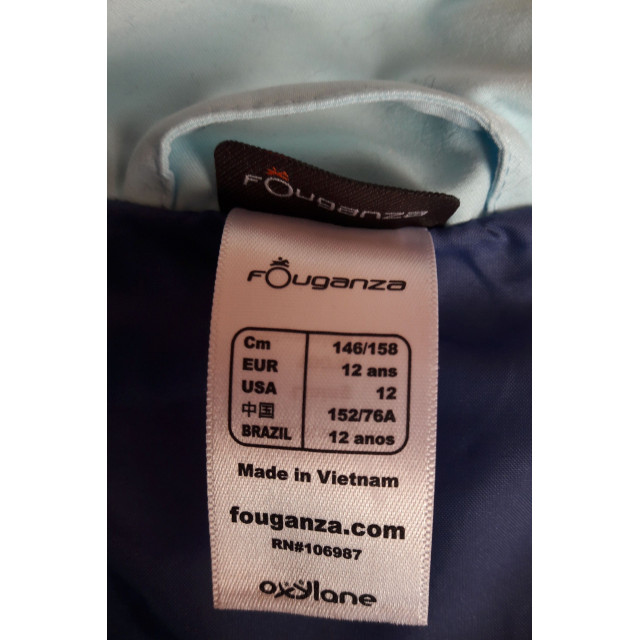 FOuganza
FOuganza
Cm 146/158
EUR 12 ans
USA 12
中国 152/76A
BRAZIL 12 anos
Made in Vietnam
fouganza.com
RN#106987
oxylane